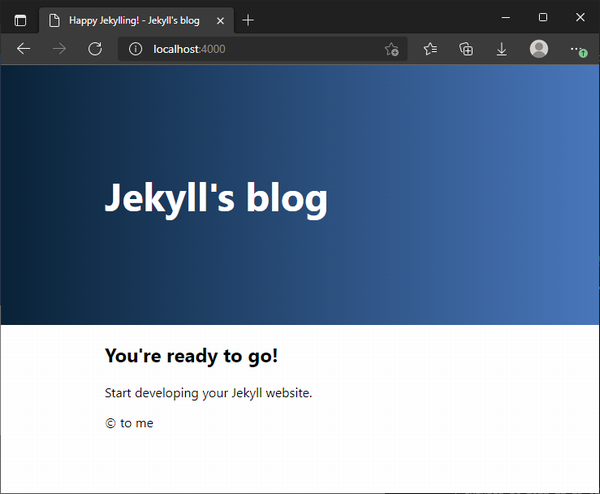 Happy Jekylling! - Jekyll's blog
localhost:4000
Jekyll's blog
You're ready to go!
Start developing your Jekyll website.
© to me